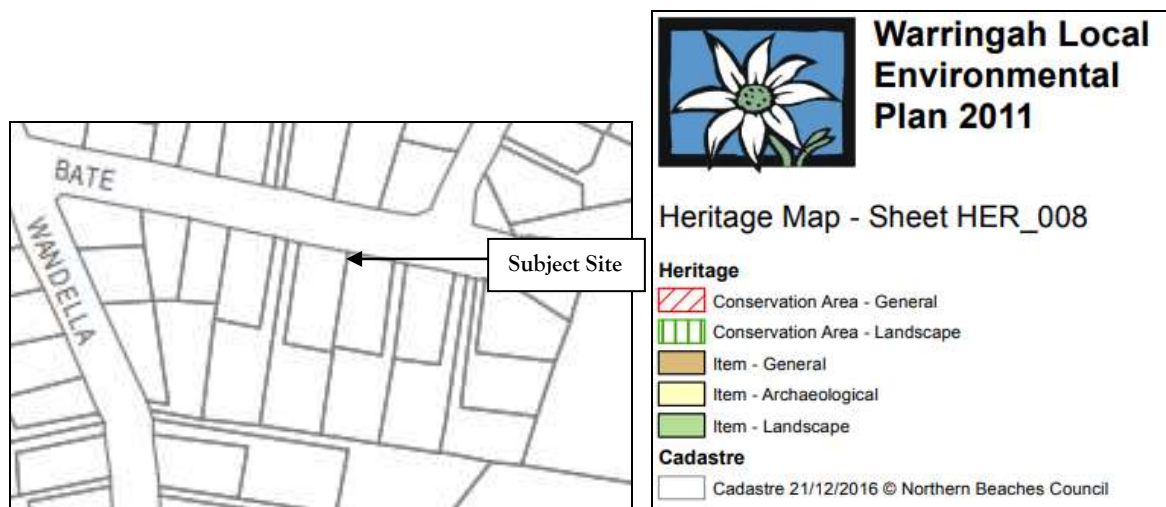 BATE
WANDELLA
Subject Site
Warringah Local
Environmental
Plan 2011
Heritage Map - Sheet HER_008
Heritage
Conservation Area - General
Conservation Area - Landscape
Item - General
Item - Archaeological
Item - Landscape
Cadastre
Cadastre 21/12/2016 © Northern Beaches Council